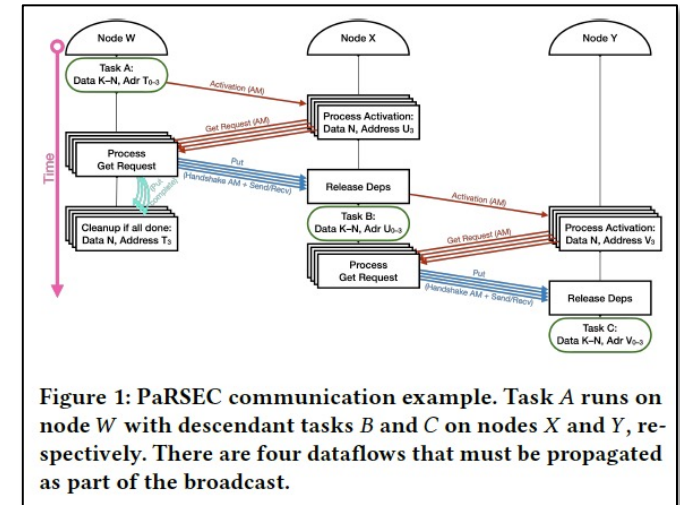 Node W
Node X
Node Y
Task A:
Data K–N, Adr T₀₋₃
Activation (AM)
Process Activation:
Data N, Address U₃
Get Request (AM)
Process
Get Request
Put
(Handshake AM + Send/Recv)
Release Deps
Time
(Put
complete)
Activation (AM)
Cleanup if all done:
Data N, Address T₃
Task B:
Data K–N, Adr U₀₋₃
Process Activation:
Data N, Address V₃
Get Request (AM)
Process
Get Request
Put
(Handshake AM + Send/Recv)
Release Deps
Task C:
Data K–N, Adr V₀₋₃
Figure 1: PaRSEC communication example. Task A runs on
node W with descendant tasks B and C on nodes X and Y, re-
spectively. There are four dataflows that must be propagated
as part of the broadcast.